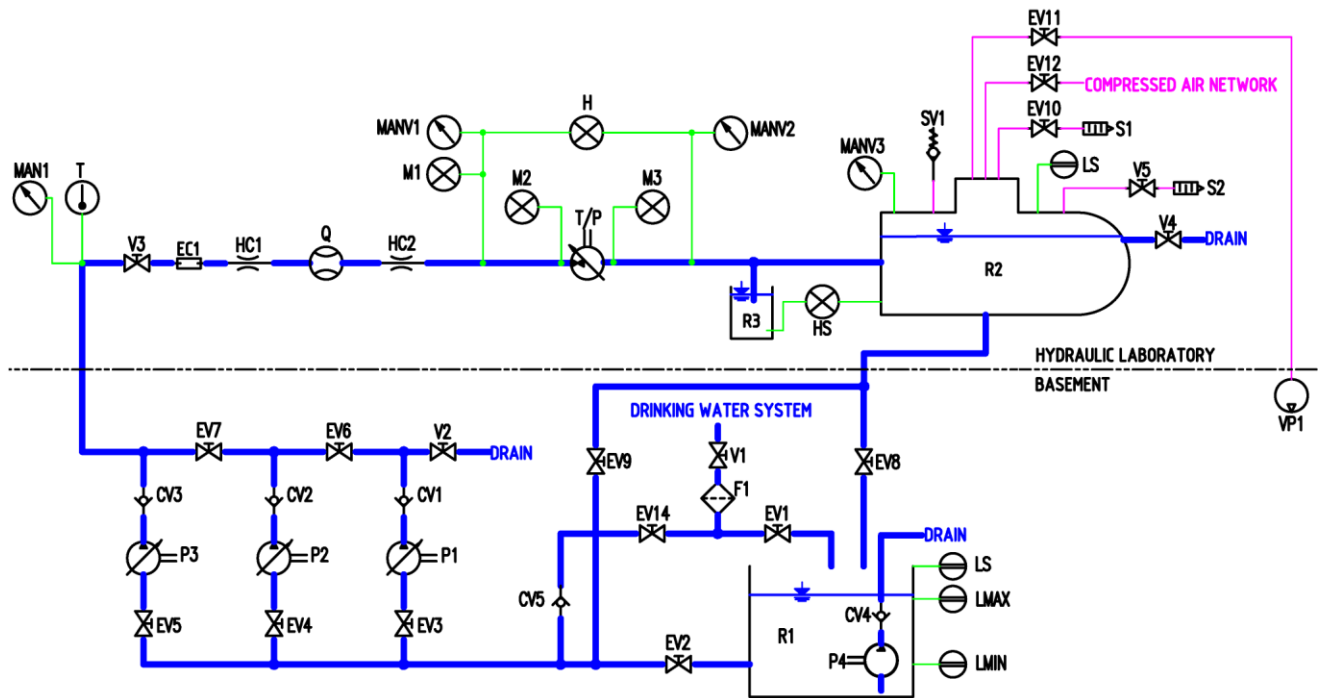 EV11
EV12
COMPRESSED AIR NETWORK
H
SV1
EV10
S1
MANV1
MANV2
MANV3
LS
MAN1
T
M1
M2
M3
V5
S2
T/P
V3
EC1
HC1
Q
HC2
V4
DRAIN
R2
R3
HS
HYDRAULIC LABORATORY
BASEMENT
DRINKING WATER SYSTEM
VP1
EV7
EV6
V2
DRAIN
EV9
V1
EV8
CV3
CV2
CV1
F1
EV14
EV1
DRAIN
P3
P2
P1
LS
CV5
LMAX
EV5
EV4
EV3
CV4
R1
EV2
P4
LMIN